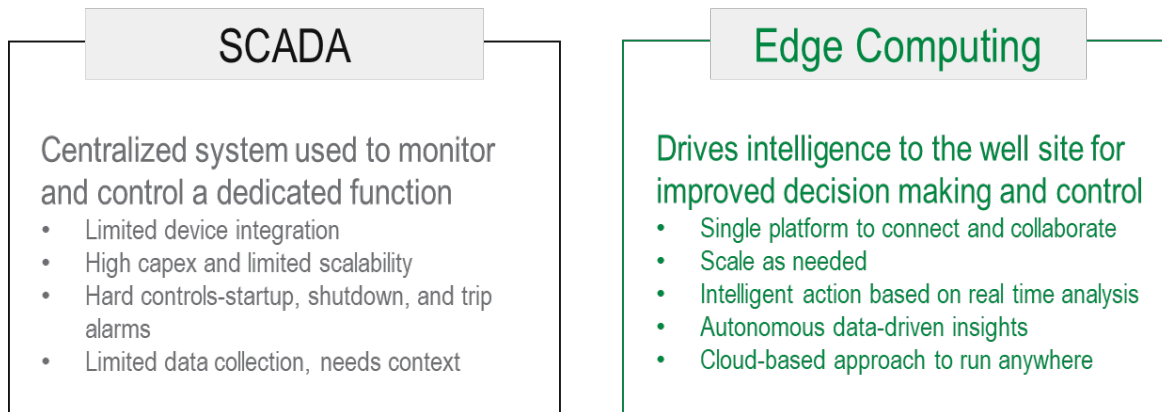 SCADA
Centralized system used to monitor
and control a dedicated function
• Limited device integration
• High capex and limited scalability
• Hard controls-startup, shutdown, and trip
alarms
• Limited data collection, needs context
Edge Computing
Drives intelligence to the well site for
improved decision making and control
• Single platform to connect and collaborate
• Scale as needed
• Intelligent action based on real time analysis
• Autonomous data-driven insights
• Cloud-based approach to run anywhere